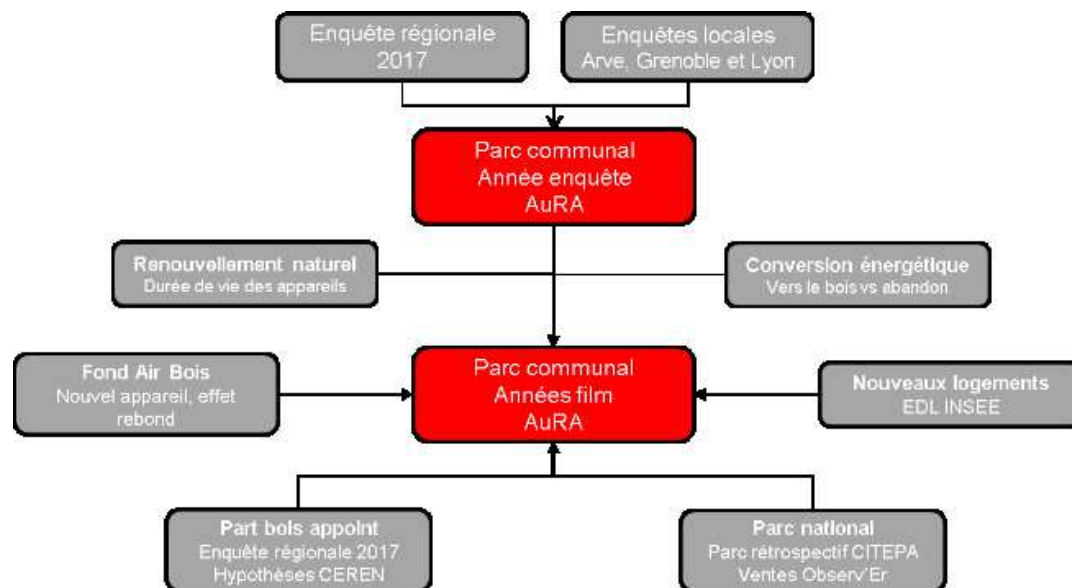 Enquête régionale
2017
Enquêtes locales
Arve, Grenoble et Lyon
Parc communal
Année enquête
AuRA
Renouvellement naturel
Durée de vie des appareils
Conversion énergétique
Vers le bois vs abandon
Fond Air Bois
Nouvel appareil, effet
rebond
Parc communal
Années film
AuRA
Nouveaux logements
EDL INSEE
Part bois appoint
Enquête régionale 2017
Hypothèses CEREN
Parc national
Parc rétrospectif CITEPA
Ventes Observ'Er